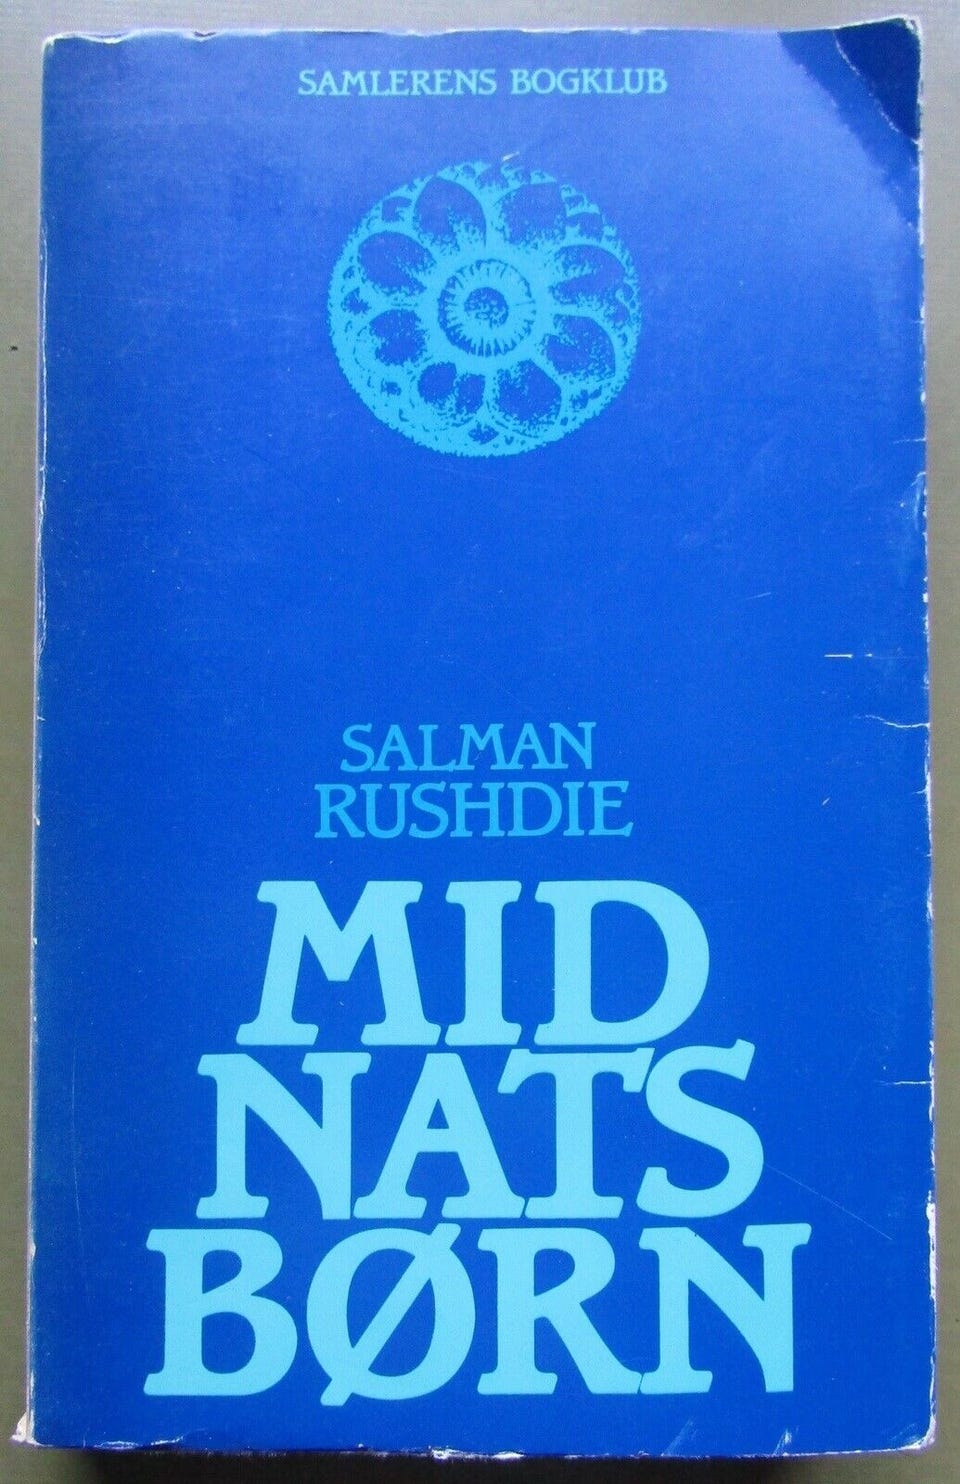 SAMLERENS BOGKLUB
SALMAN
RUSHDIE
MID
NATS
BØRN